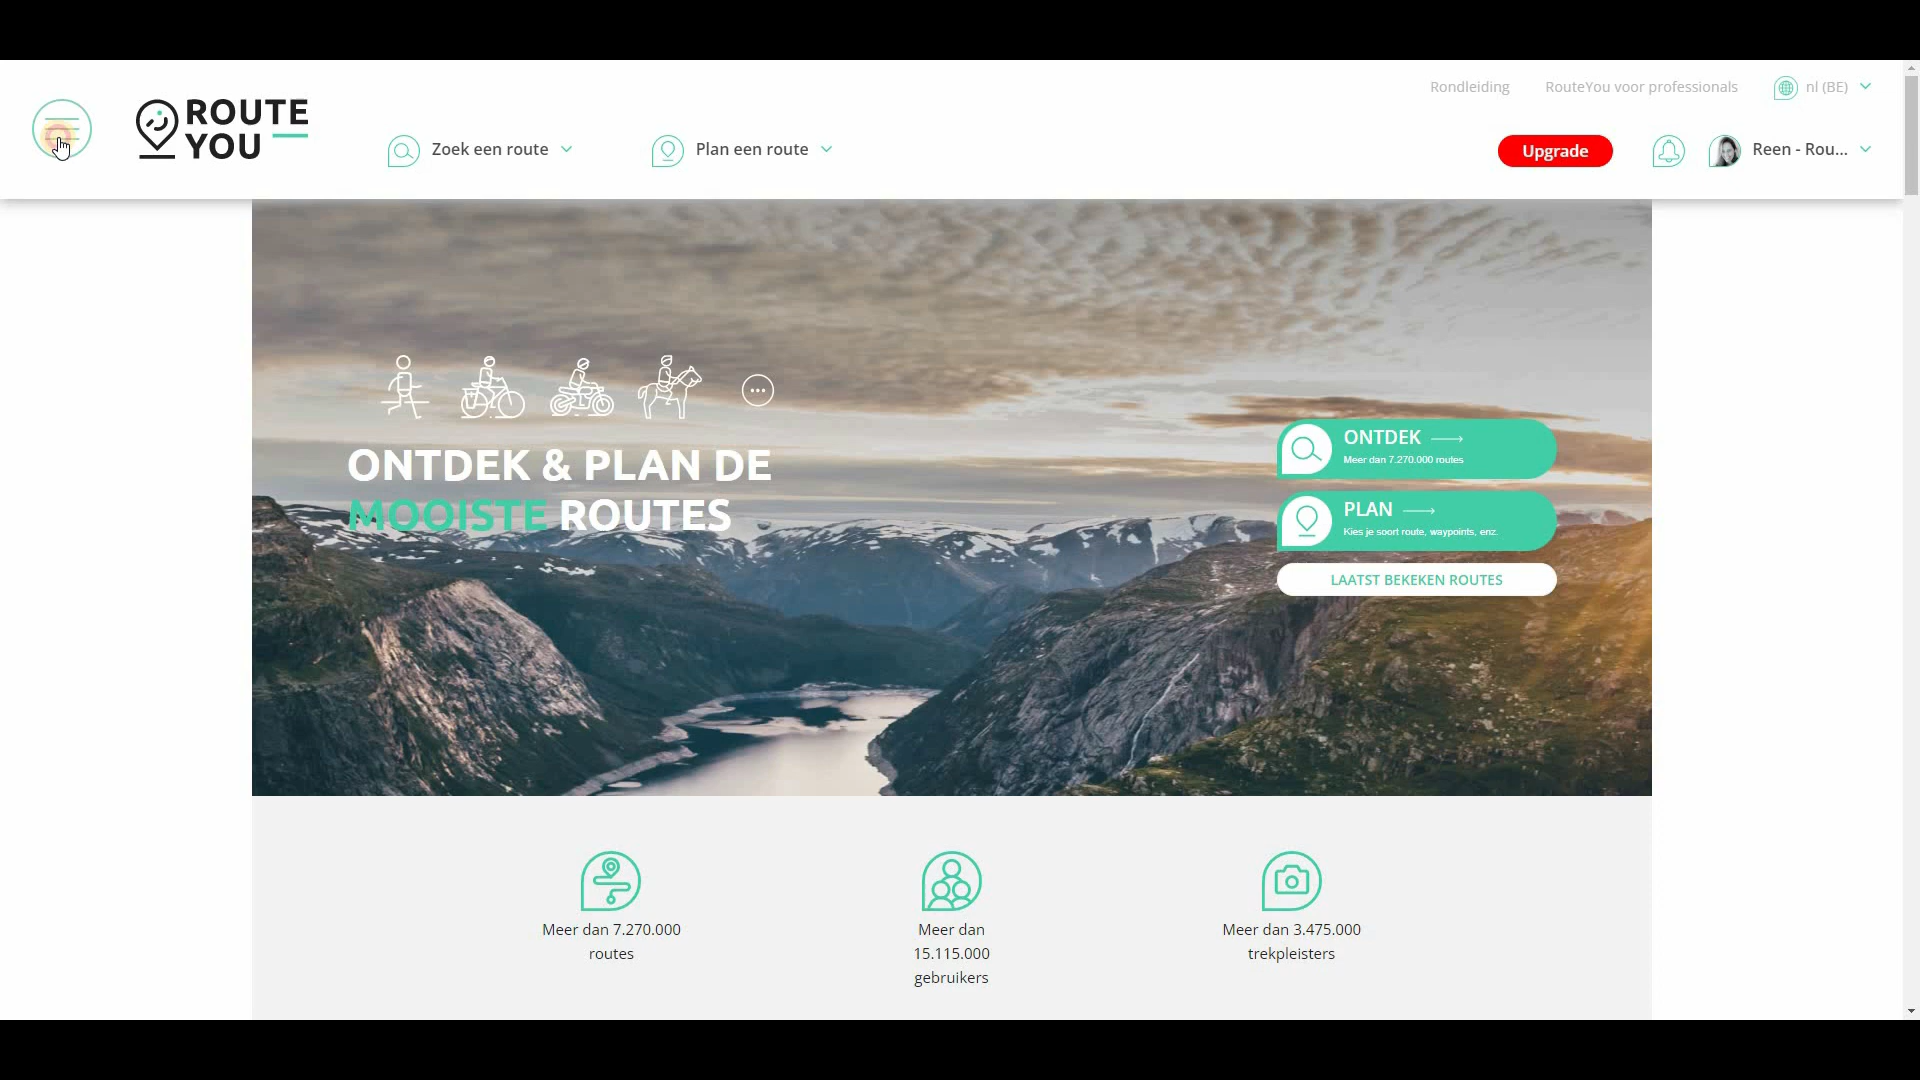 Rondleiding
RouteYou voor professionals
nl (BE)
ROUTE
YOU
Zoek een route
Plan een route
Upgrade
Reen - Rou...
ONTDEK & PLAN DE
MOOISTE ROUTES
ONTDEK
Meer dan 7.270.000 routes
PLAN
Kies je soort route, waypoints, enz.
LAATST BEKEKEN ROUTES
Meer dan 7.270.000
routes
Meer dan
15.115.000
gebruikers
Meer dan 3.475.000
trekpleisters